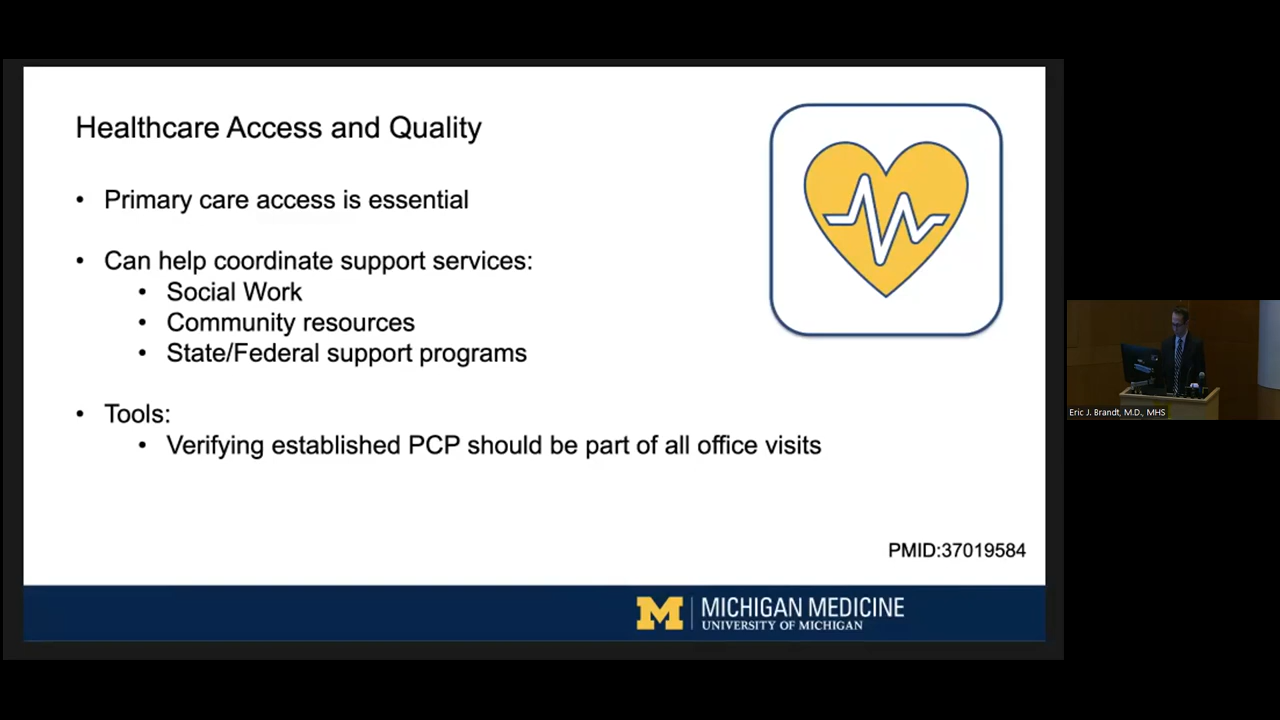 Healthcare Access and Quality
• Primary care access is essential
• Can help coordinate support services:
• Social Work
• Community resources
• State/Federal support programs
• Tools:
• Verifying established PCP should be part of all office visits
PMID:37019584
M | MICHIGAN MEDICINE
UNIVERSITY OF MICHIGAN
Eric J. Brandt, M.D., MHS